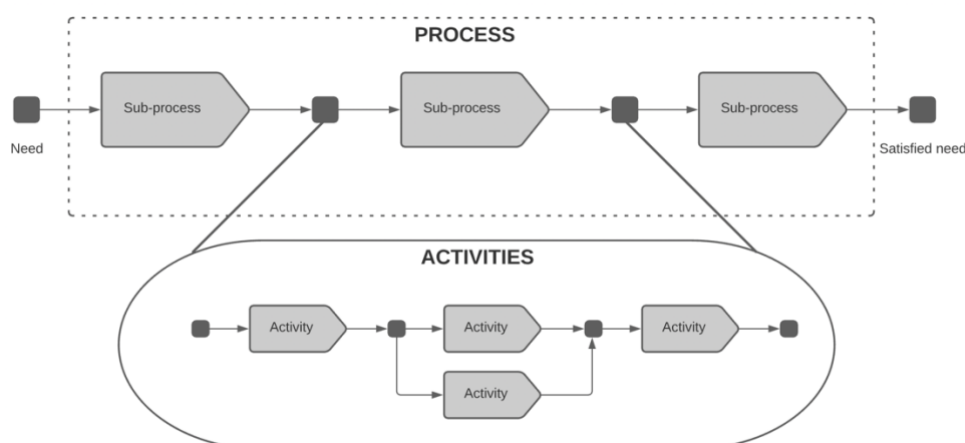 PROCESS
Sub-process
Sub-process
Sub-process
Need
Satisfied need
ACTIVITIES
Activity
Activity
Activity
Activity